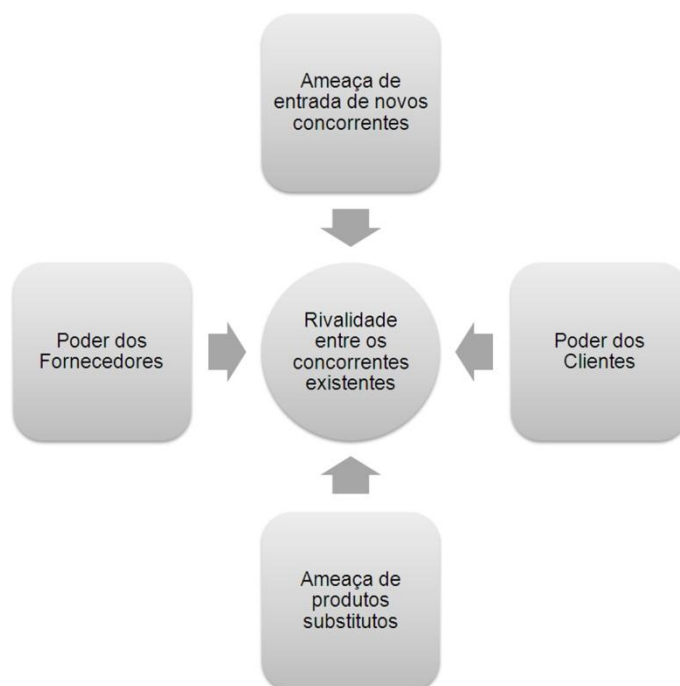 Ameaça de
entrada de novos
concorrentes
Poder dos
Fornecedores
Rivalidade
entre os
concorrentes
existentes
Poder dos
Clientes
Ameaça de
produtos
substitutos